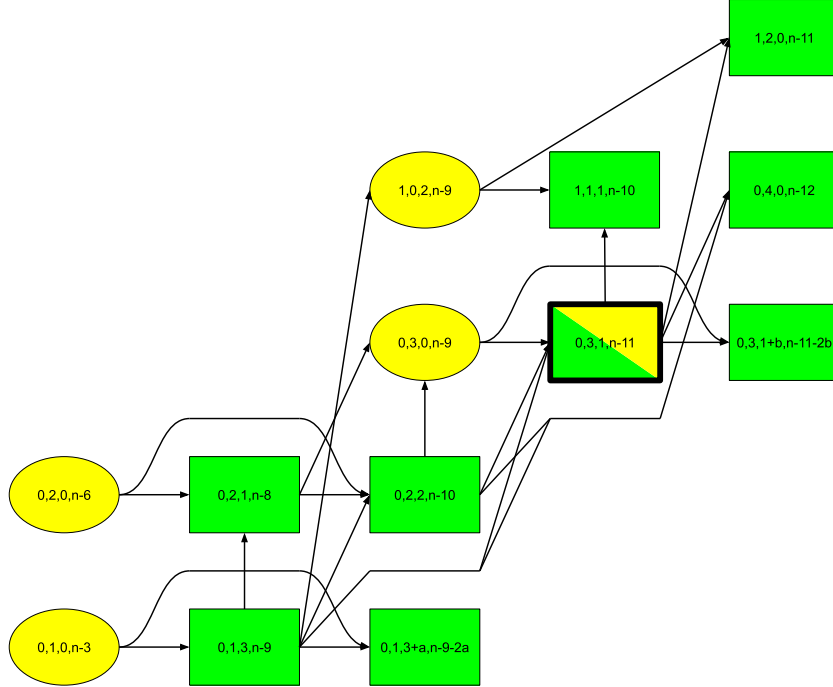 1,2,0,n-11
1,0,2,n-9
1,1,1,n-10
0,4,0,n-12
0,3,0,n-9
0,3,1,n-11
0,3,1+b,n-11-2b
0,2,0,n-6
0,2,1,n-8
0,2,2,n-10
0,1,0,n-3
0,1,3,n-9
0,1,3+a,n-9-2a